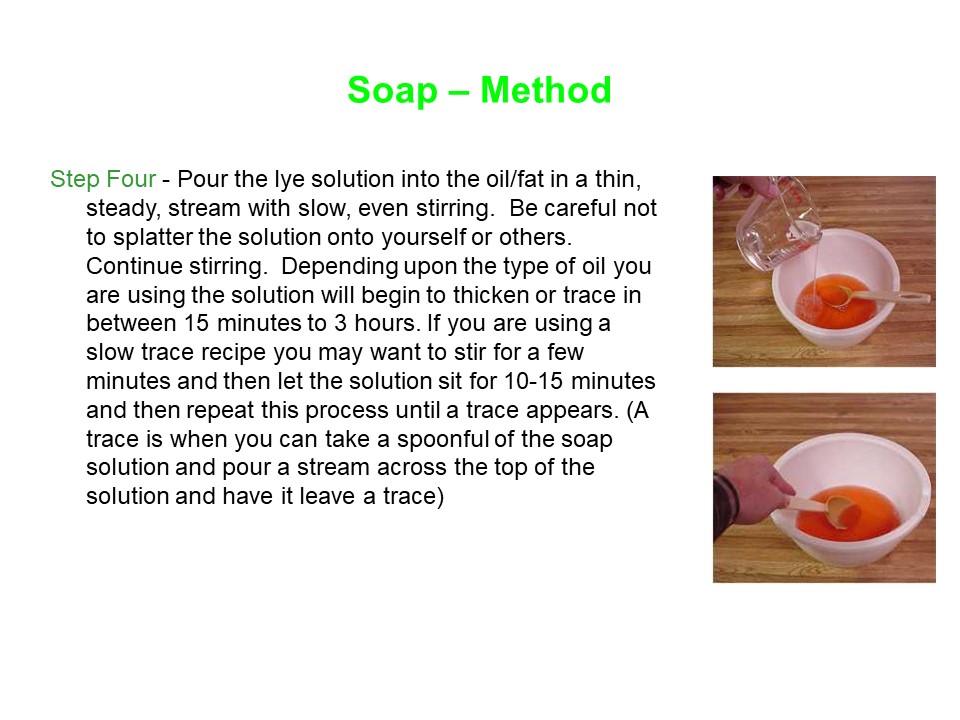 Soap – Method
Step Four - Pour the lye solution into the oil/fat in a thin,
steady, stream with slow, even stirring.  Be careful not
to splatter the solution onto yourself or others.
Continue stirring.  Depending upon the type of oil you
are using the solution will begin to thicken or trace in
between 15 minutes to 3 hours. If you are using a
slow trace recipe you may want to stir for a few
minutes and then let the solution sit for 10-15 minutes
and then repeat this process until a trace appears. (A
trace is when you can take a spoonful of the soap
solution and pour a stream across the top of the
solution and have it leave a trace)